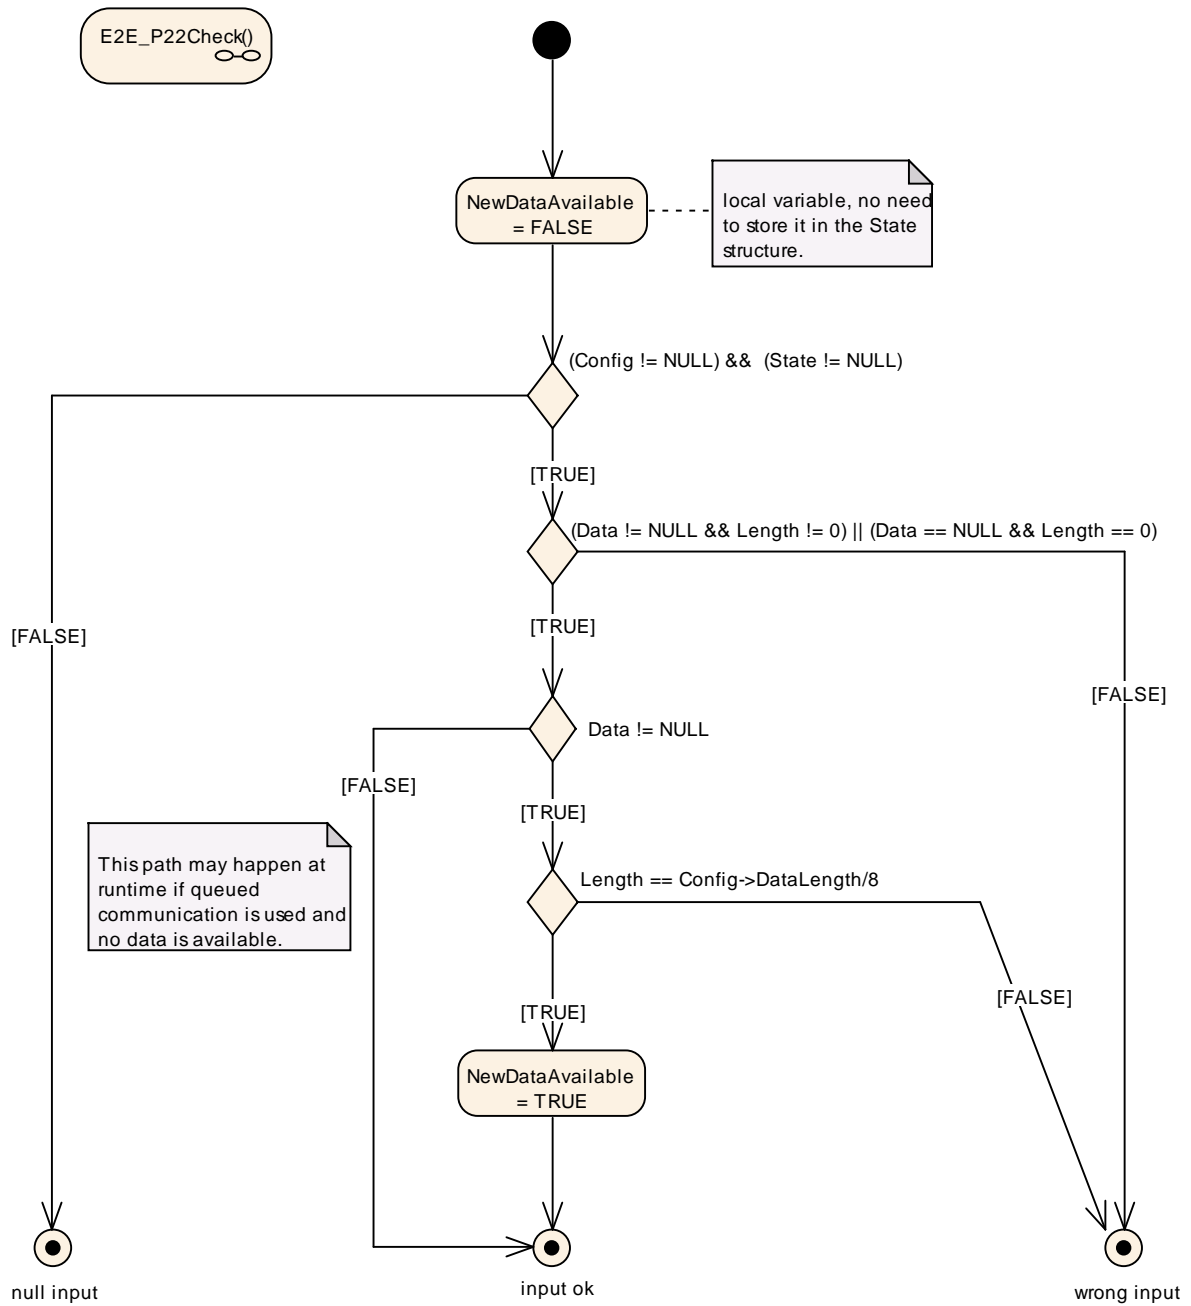 E2E_P22Check()
NewDataAvailable
= FALSE
local variable, no need
to store it in the State
structure.
(Config != NULL) && (State != NULL)
[TRUE]
(Data != NULL && Length != 0) || (Data == NULL && Length == 0)
[TRUE]
[FALSE]
[FALSE]
Data != NULL
[FALSE]
[TRUE]
This path may happen at
runtime if queued
communication is used and
no data is available.
Length == Config->DataLength/8
[FALSE]
[TRUE]
NewDataAvailable
= TRUE
null input
input ok
wrong input